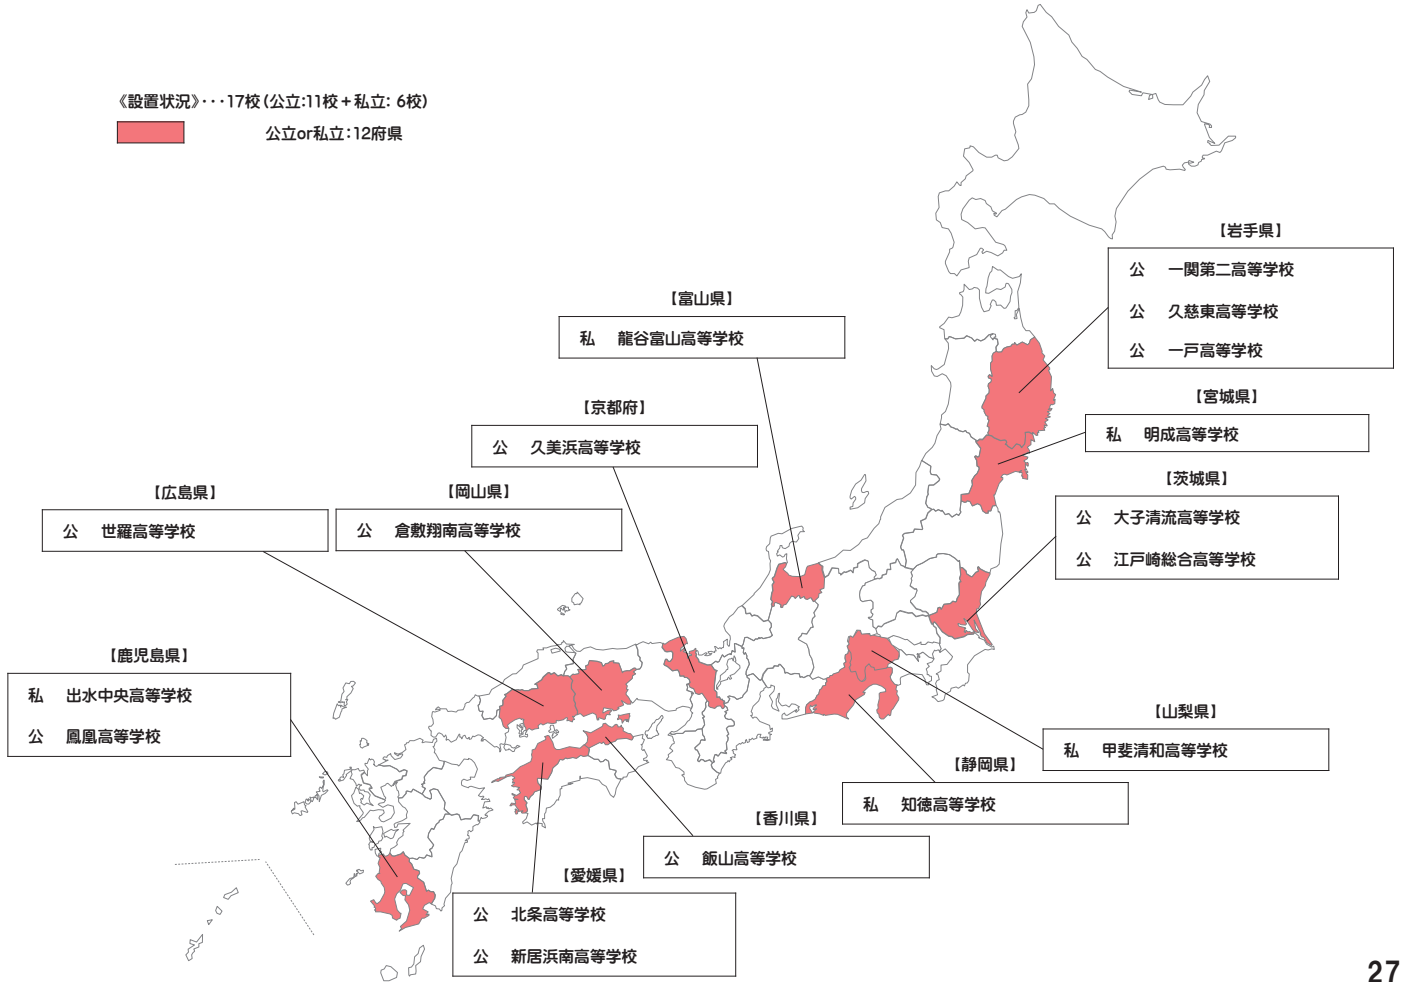 《設置状況》・・・17校(公立:11校+私立: 6校)
公立or私立:12府県
【岩手県】
公 一関第二高等学校
公 久慈東高等学校
公 一戸高等学校
【富山県】
私 龍谷富山高等学校
【宮城県】
私 明成高等学校
【京都府】
公 久美浜高等学校
【茨城県】
公 大子清流高等学校
公 江戸崎総合高等学校
【広島県】
公 世羅高等学校
【岡山県】
公 倉敷翔南高等学校
【鹿児島県】
私 出水中央高等学校
公 鳳凰高等学校
【山梨県】
私 甲斐清和高等学校
【静岡県】
私 知徳高等学校
【香川県】
公 飯山高等学校
【愛媛県】
公 北条高等学校
公 新居浜南高等学校
27